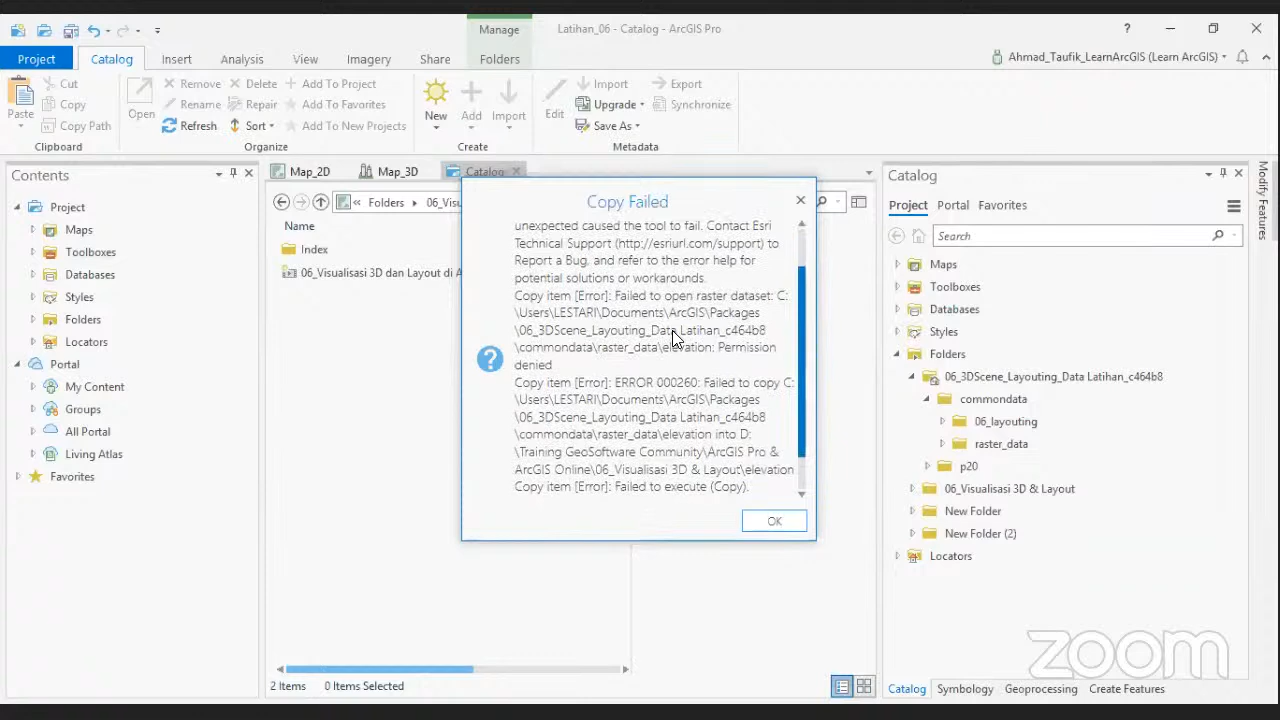 Manage
Latihan_06 - Catalog - ArcGIS Pro
?
Project
Catalog
Insert
Analysis
View
Imagery
Share
Folders
Ahmad_Taufik_LearnArcGIS (Learn ArcGIS)
Paste
Cut
Copy
Copy Path
Clipboard
Open
Remove
Delete
Add To Project
Rename
Repair
Add To Favorites
Refresh
Sort
Add To New Projects
Organize
New
Add
Import
Create
Edit
Import
Export
Upgrade
Synchronize
Save As
Metadata
Contents
Project
Maps
Toolboxes
Databases
Styles
Folders
Locators
Portal
My Content
Groups
All Portal
Living Atlas
Favorites
Map_2D
Map_3D
Catalog
Folders
06_Visu
Name
Index
06_Visualisasi 3D dan Layout di A
2 Items
0 Items Selected
Copy Failed
unexpected caused the tool to fail. Contact Esri
Technical Support (http://esriurl.com/support) to
Report a Bug, and refer to the error help for
potential solutions or workarounds.
Copy item [Error]: Failed to open raster dataset: C:
\Users\LESTARI\Documents\ArcGIS\Packages
\06_3DScene_Layouting_Data Latihan_c464b8
\commondata\raster_data\elevation: Permission
denied
Copy item [Error]: ERROR 000260: Failed to copy C:
\Users\LESTARI\Documents\ArcGIS\Packages
\06_3DScene_Layouting_Data Latihan_c464b8
\commondata\raster_data\elevation into D:
\Training GeoSoftware Community\ArcGIS Pro &
ArcGIS Online\06_Visualisasi 3D & Layout\elevation
Copy item [Error]: Failed to execute (Copy).
OK
Catalog
Project
Portal
Favorites
Search
Maps
Toolboxes
Databases
Styles
Folders
06_3DScene_Layouting_Data Latihan_c464b8
commondata
06_layouting
raster_data
p20
06_Visualisasi 3D & Layout
New Folder
New Folder (2)
Locators
Catalog
Symbology
Geoprocessing
Create Features
Modify Features
zoom